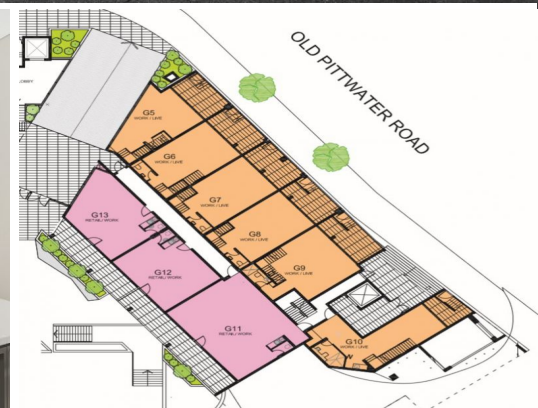 OLD PITTWATER ROAD
LOBBY
G5
WORK / LIVE
G6
WORK / LIVE
G7
WORK / LIVE
G8
WORK / LIVE
G9
WORK / LIVE
G10
WORK / LIVE
G13
RETAIL/ WORK
G12
RETAIL/ WORK
G11
RETAIL/ WORK